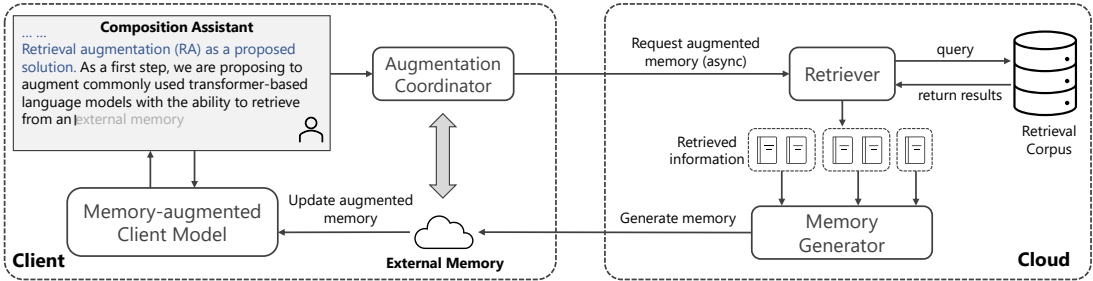 Composition Assistant
... ...
Retrieval augmentation (RA) as a proposed
solution. As a first step, we are proposing to
augment commonly used transformer-based
language models with the ability to retrieve
from an external memory
Augmentation
Coordinator
Request augmented
memory (async)
Retriever
query
return results
Retrieval
Corpus
Retrieved
information
Memory-augmented
Client Model
Update augmented
memory
External Memory
Generate memory
Memory
Generator
Client
Cloud